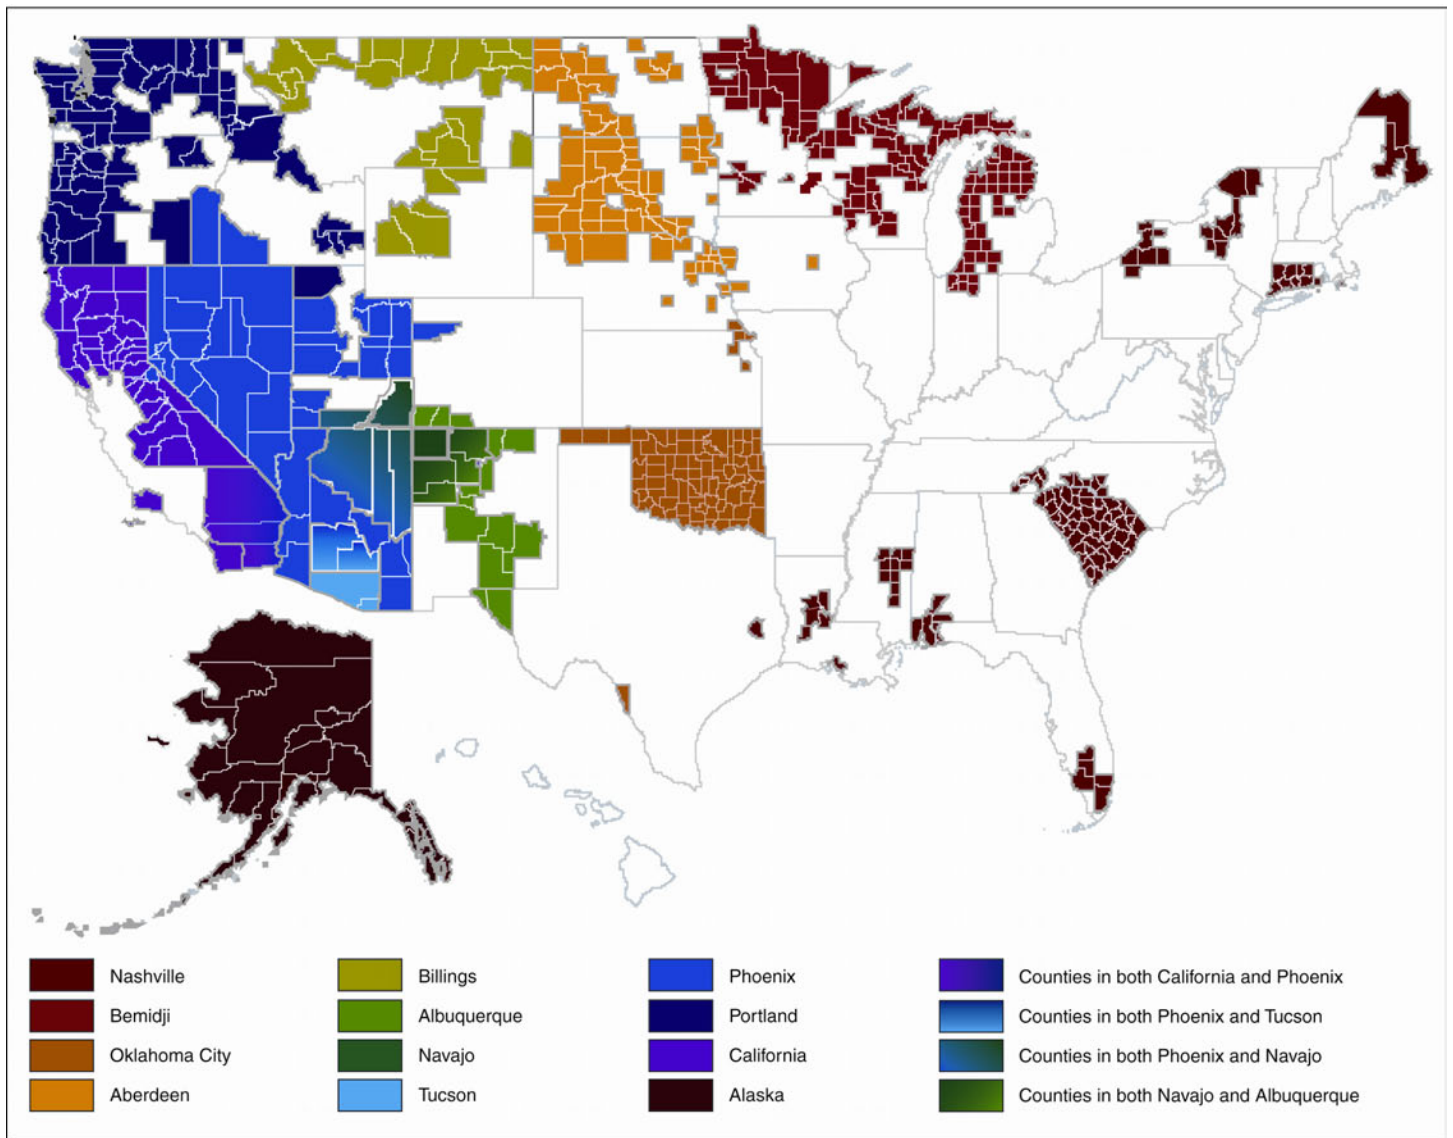 Nashville
Bemidji
Oklahoma City
Aberdeen
Billings
Albuquerque
Navajo
Tucson
Phoenix
Portland
California
Alaska
Counties in both California and Phoenix
Counties in both Phoenix and Tucson
Counties in both Phoenix and Navajo
Counties in both Navajo and Albuquerque